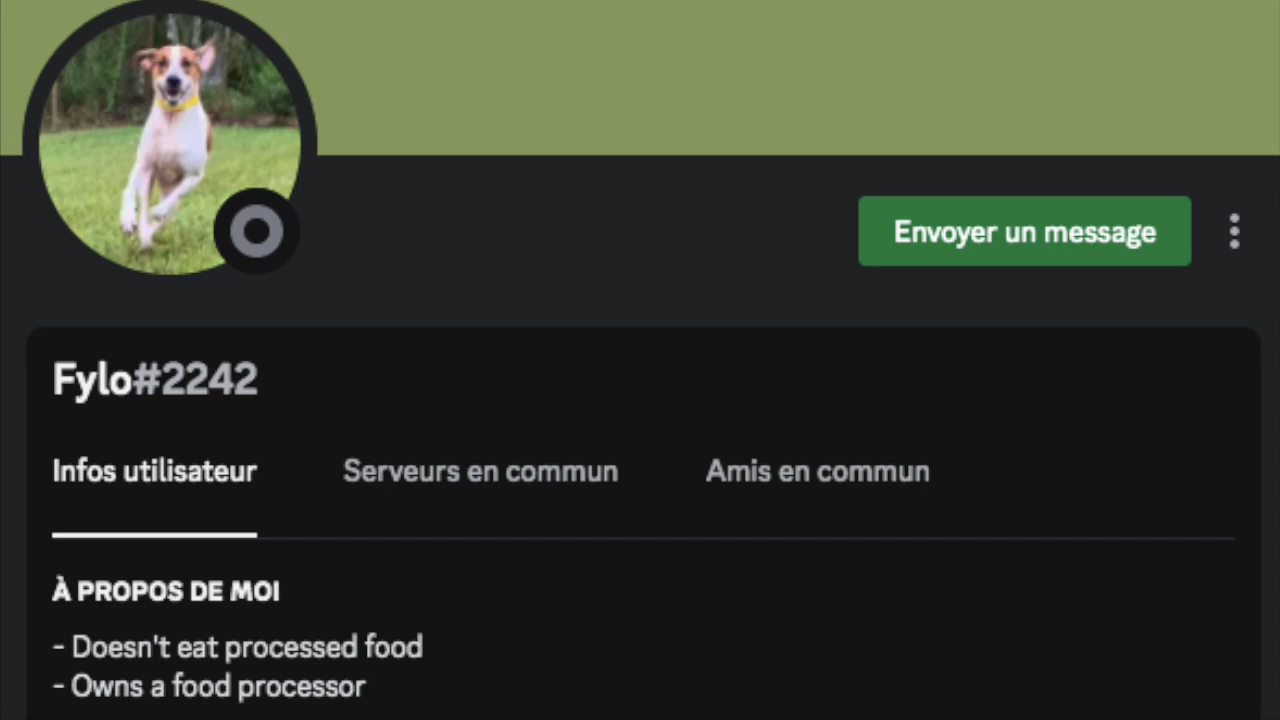 Envoyer un message
Fylo#2242
Infos utilisateur
Serveurs en commun
Amis en commun
À PROPOS DE MOI
- Doesn't eat processed food
- Owns a food processor